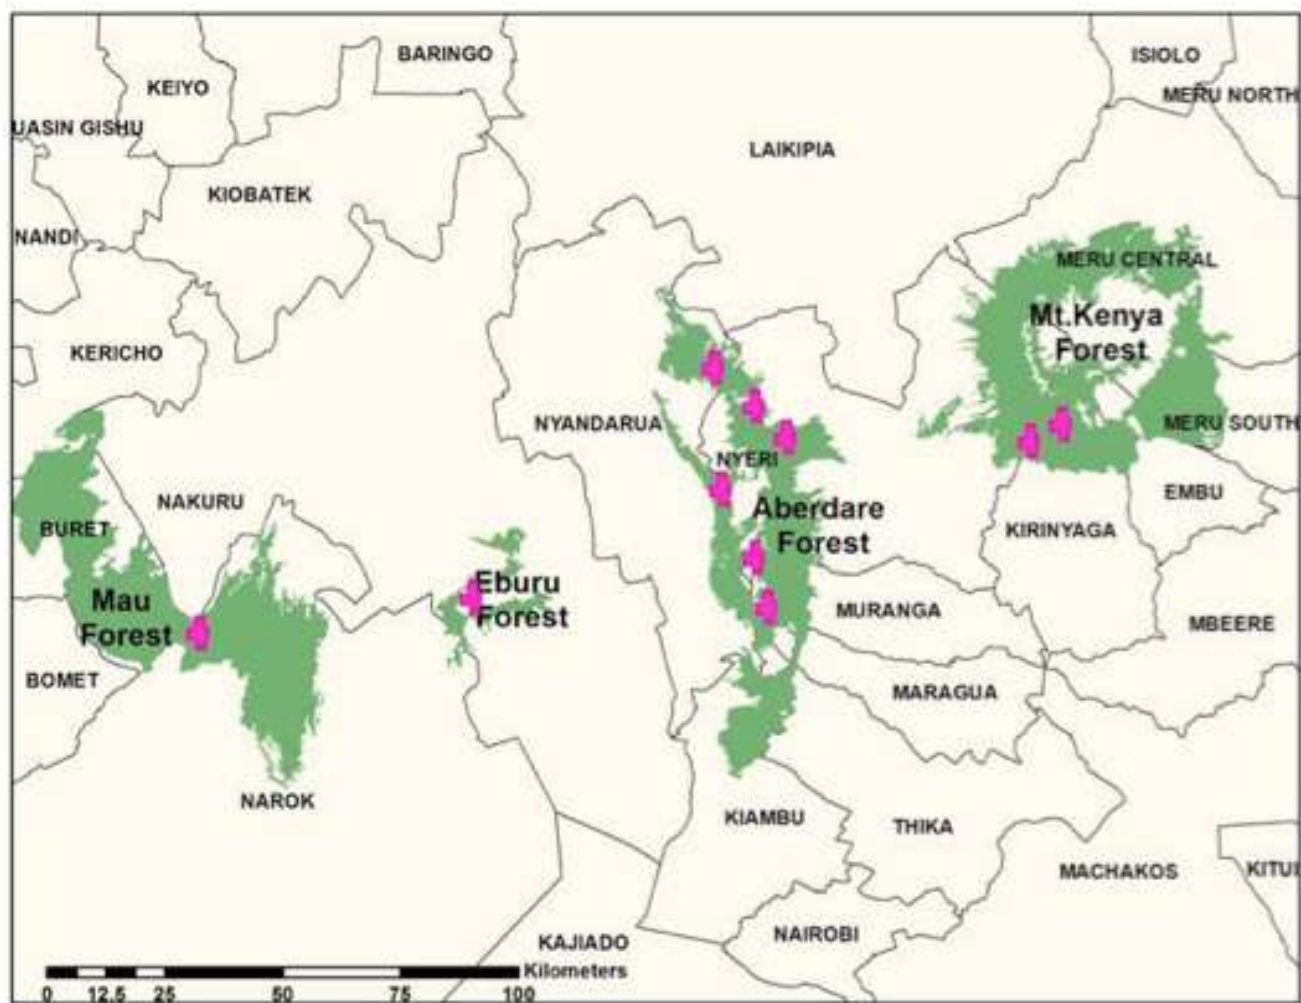 BARINGO
ISIOLO
KEIYO
MERU NORTH
UASIN GISHU
LAIKIPIA
KIOBATEK
NANDI
MERU CENTRAL
Mt.Kenya
Forest
KERICHO
NYANDARUA
MERU SOUTH
NYERI
NAKURU
EMBU
BURET
Aberdare
Forest
KIRINYAGA
Eburu
Forest
Mau
Forest
MURANGA
MBEERE
BOMET
MARAGUA
NAROK
KIAMBU
THIKA
MACHAKOS
KITUI
NAIROBI
KAJIADO
Kilometers
0 12.5 25 50 75 100